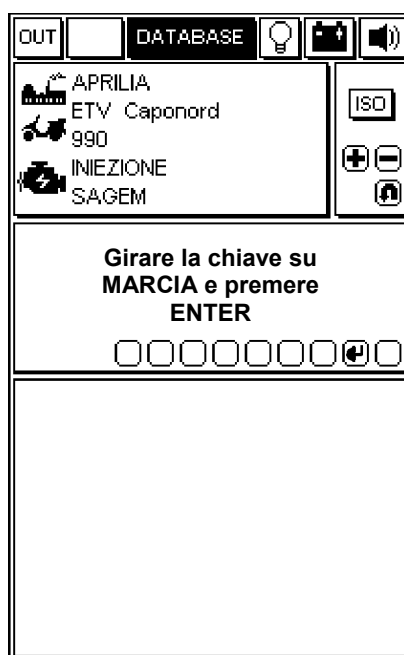 OUT DATABASE
APRILIA
ETV Caponord
990
INIEZIONE
SAGEM
ISO
Girare la chiave su
MARCIA e premere
ENTER